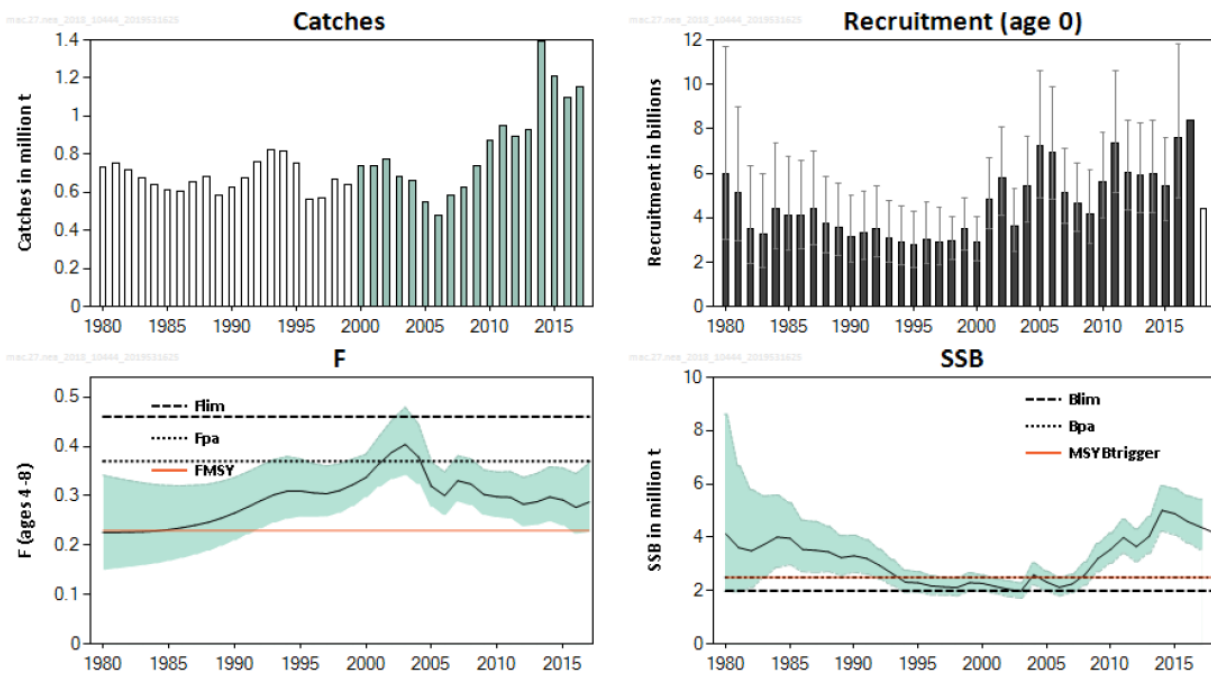 mac.27.nea_2018_10444_2019531625
Catches
Catches in million t
1.4
1.2
1
0.8
0.6
0.4
0.2
0
1980 1985 1990 1995 2000 2005 2010 2015
mac.27.nea_2018_10444_2019531625
Recruitment (age 0)
Recruitment in billions
12
10
8
6
4
2
0
1980 1985 1990 1995 2000 2005 2010 2015
mac.27.nea_2018_10444_2019531625
F
F (ages 4-8)
0.5
0.4
0.3
0.2
0.1
0
Flim
Fpa
FMSY
1980 1985 1990 1995 2000 2005 2010 2015
mac.27.nea_2018_10444_2019531625
SSB
SSB in million t
10
8
6
4
2
0
Blim
Bpa
MSYBtrigger
1980 1985 1990 1995 2000 2005 2010 2015